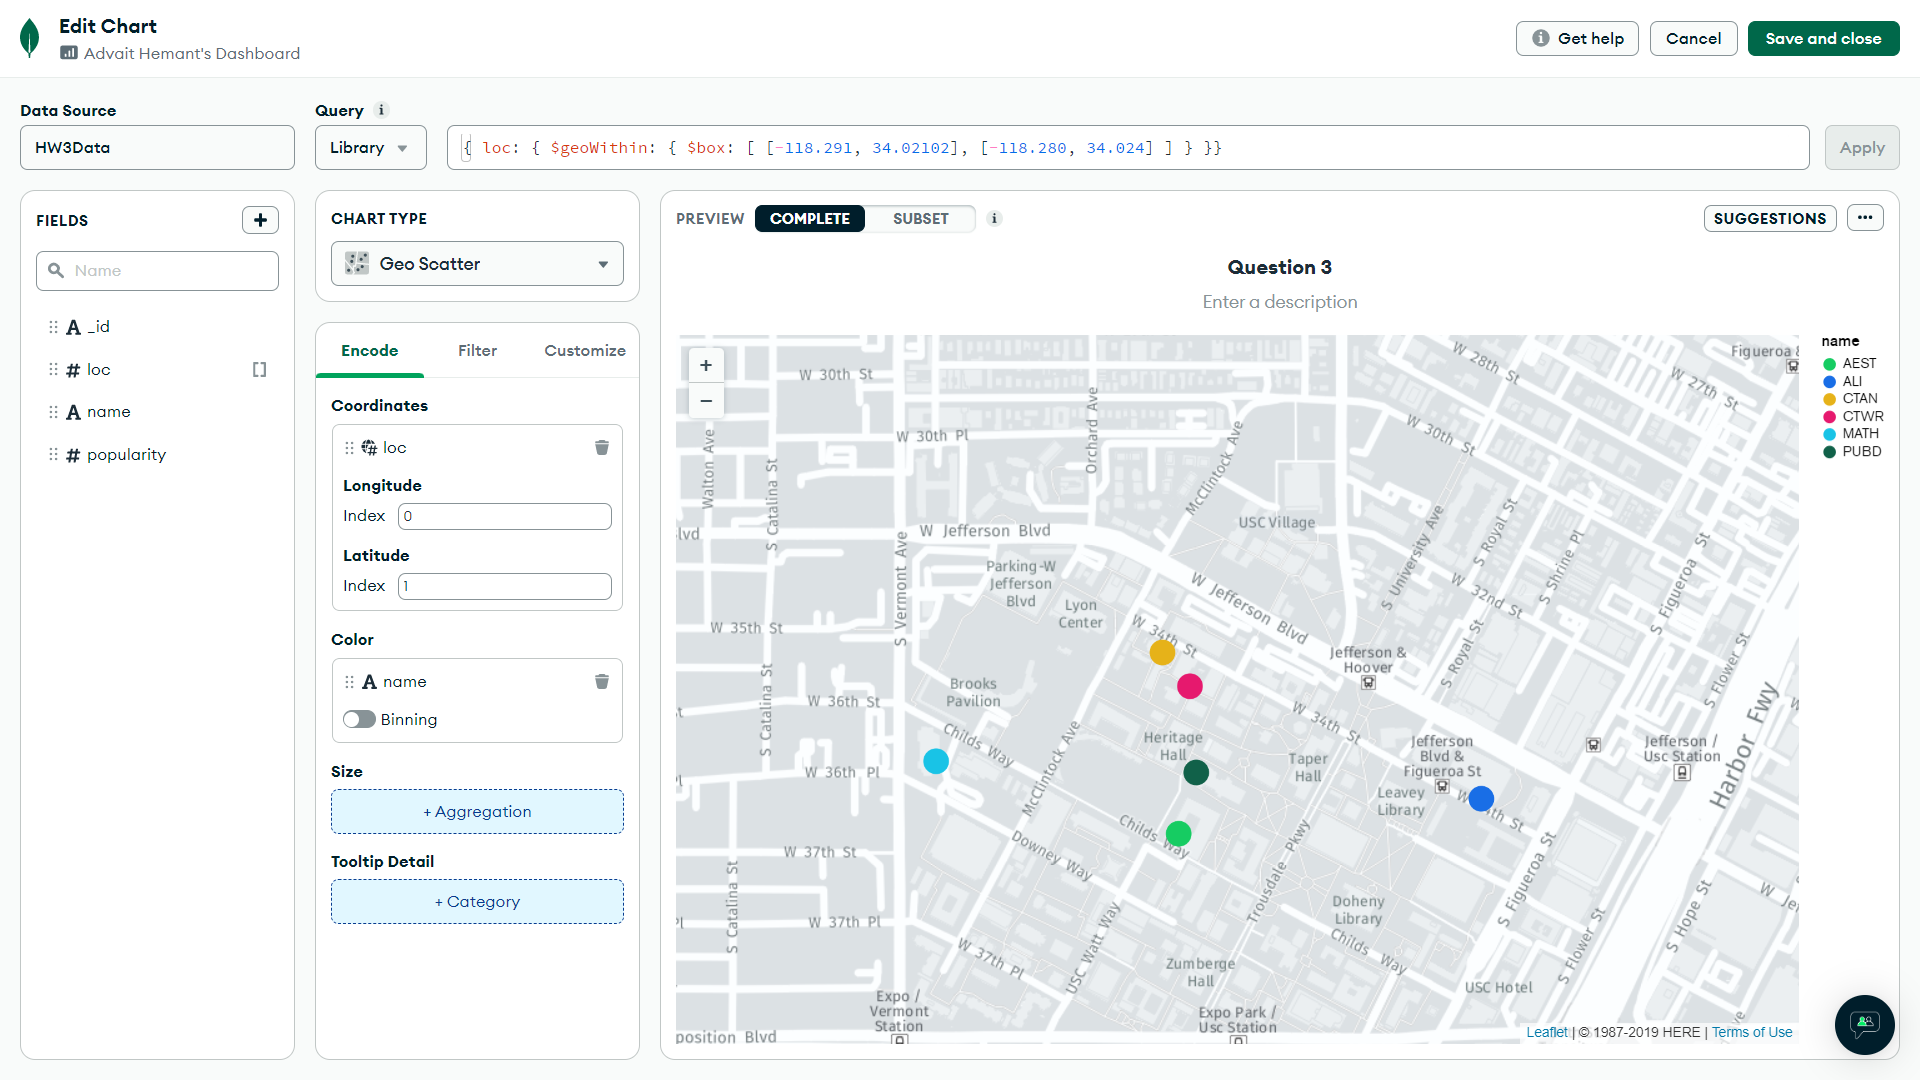 Edit Chart
Advait Hemant's Dashboard
Get help
Cancel
Save and close
Data Source
HW3Data
Query
Library
{ loc: { $geoWithin: { $box: [ [-118.291, 34.02102], [-118.280, 34.024] ] } }}
Apply
FIELDS
+
Name
_id
loc
[]
name
popularity
CHART TYPE
Geo Scatter
Encode
Filter
Customize
Coordinates
loc
Longitude
Index 0
Latitude
Index 1
Color
name
Binning
Size
+ Aggregation
Tooltip Detail
+ Category
PREVIEW
COMPLETE
SUBSET
SUGGESTIONS
Question 3
Enter a description
+
−
W 30th St
W 30th Pl
Walton Ave
S Catalina St
Orchard Ave
McClintock Ave
W 28th St
W 27th St
W 30th St
Figueroa &
lvd
W Jefferson Blvd
USC Village
S University Ave
S Royal St
S Shrine Pl
S Figueroa St
S Vermont Ave
Parking-W
Jefferson
Blvd
Lyon
Center
W Jefferson Blvd
W 32nd St
W 35th St
W 34th St
Jefferson &
Hoover
S Royal St
S Flower St
Brooks
Pavilion
S Catalina St
W 36th St
W 34th St
Childs Way
Heritage
Hall
Taper
Hall
Jefferson
Blvd &
Figueroa St
Jefferson /
Usc Station
Harbor Fwy
W 36th Pl
McClintock Ave
Leavey
Library
W 34th St
Childs Way
W 37th St
Downey Way
Trousdale Pkwy
S Figueroa St
S Catalina St
W 37th Pl
Doheny
Library
Childs Way
S Hope St
S Flower St
W 37th Pl
USC Watt Way
Zumberge
Hall
USC Hotel
Expo /
Vermont
Station
Expo Park /
Usc Station
position Blvd
Leaflet | © 1987-2019 HERE | Terms of Use
name
AEST
ALI
CTAN
CTWR
MATH
PUBD